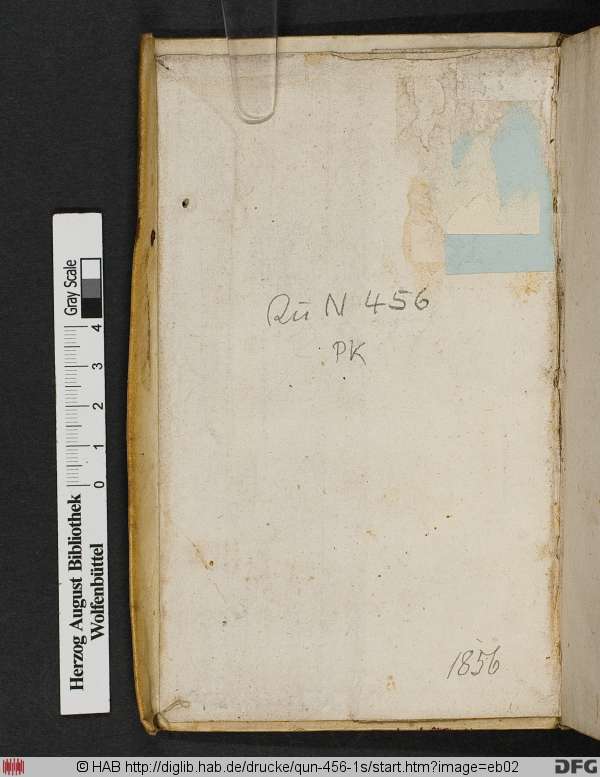 Qu N 456
PK
1856
Gray Scale
0 1 2 3 4
Herzog August Bibliothek
Wolfenbüttel
© HAB http://diglib.hab.de/drucke/qun-456-1s/start.htm?image=eb02
DFG